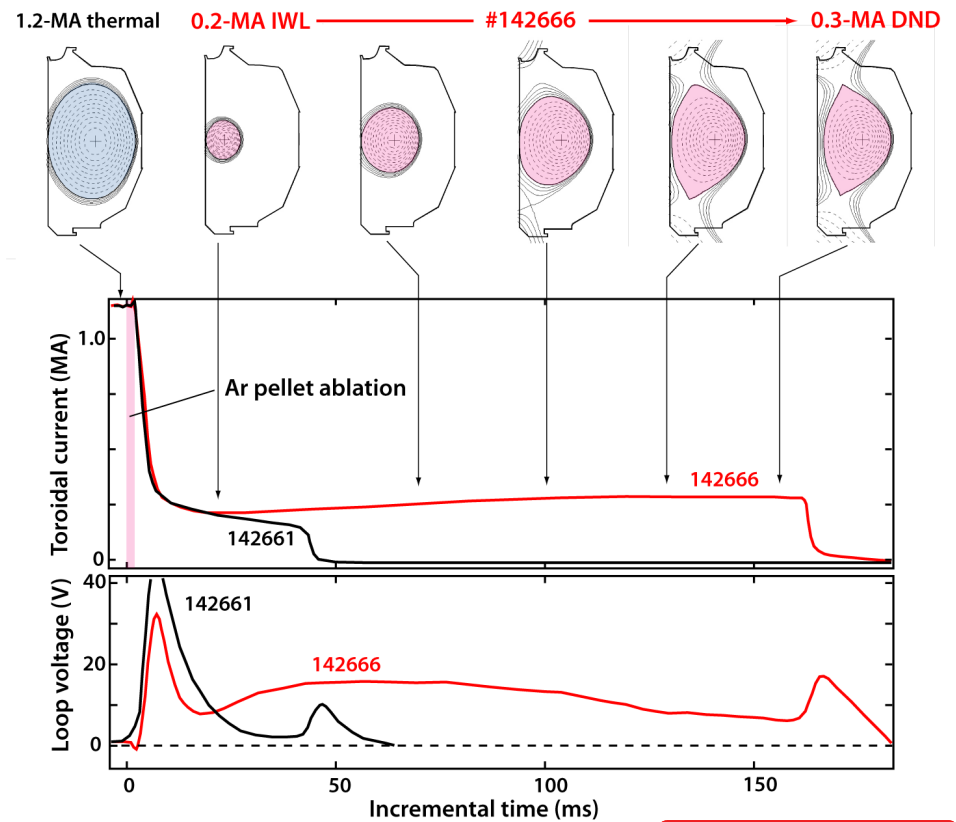 1.2-MA thermal 0.2-MA IWL #142666 0.3-MA DND
Toroidal current (MA)
1.0
0
Ar pellet ablation
142666
142661
Loop voltage (V)
40
20
0
142661
142666
0 50 100 150
Incremental time (ms)